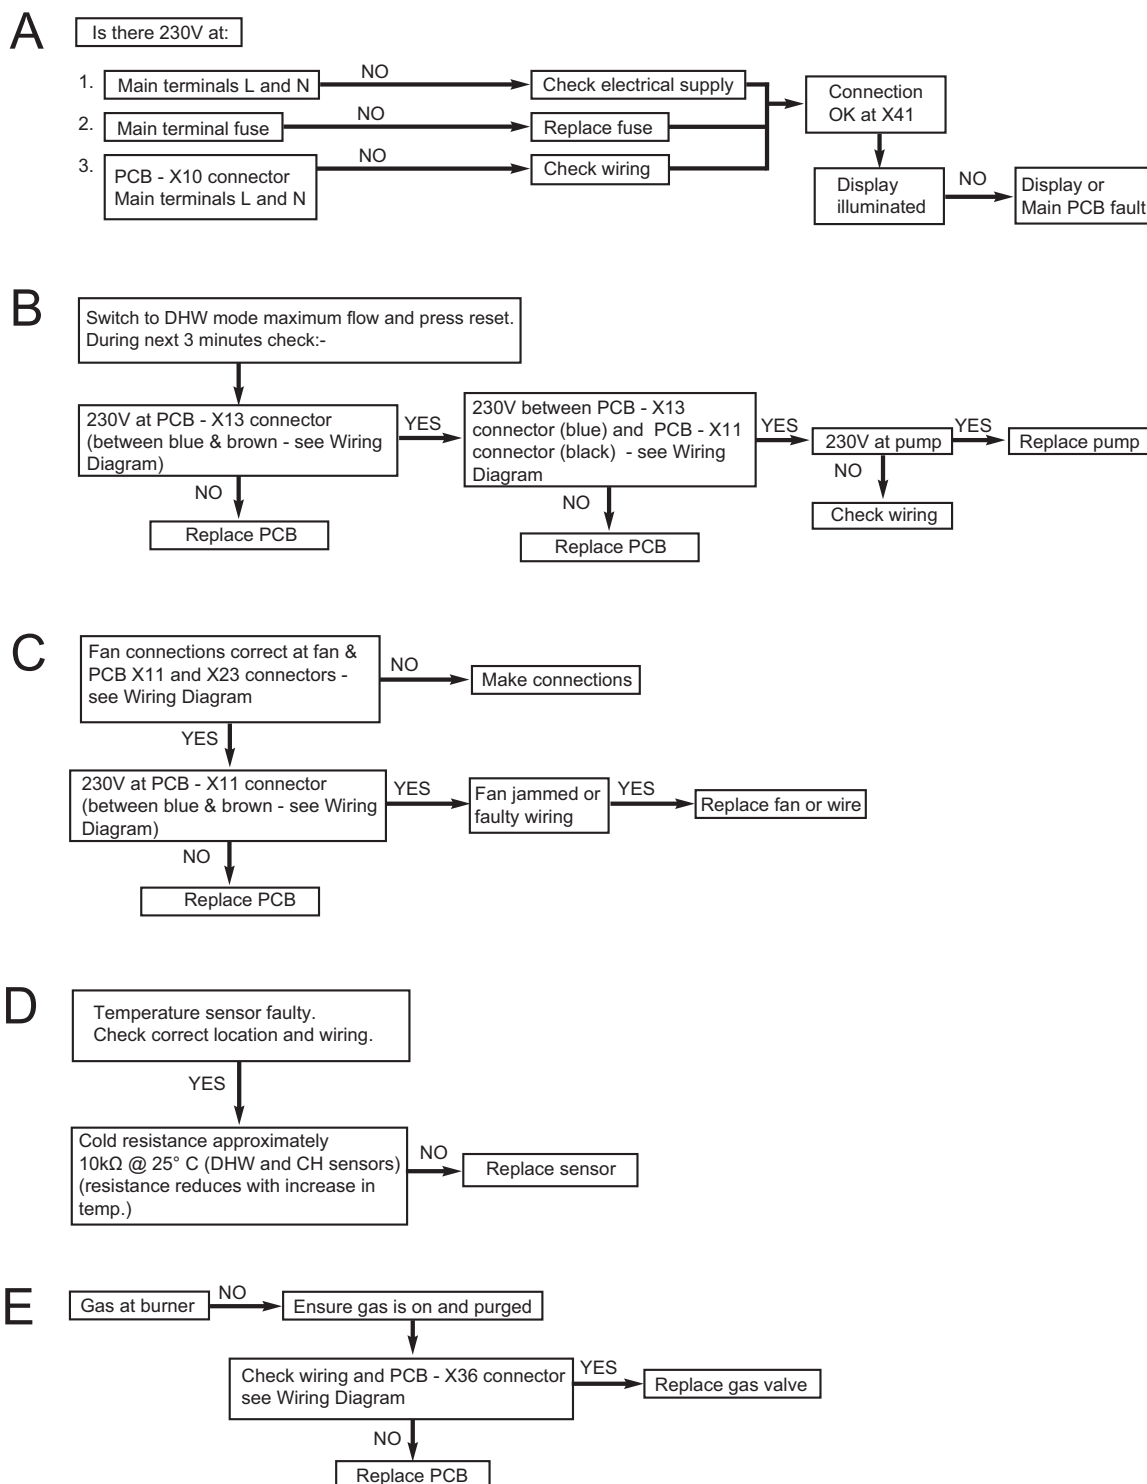 A
Is there 230V at:
1.
Main terminals L and N
NO
Check electrical supply
Connection
OK at X41
2.
Main terminal fuse
NO
Replace fuse
3.
PCB - X10 connector
Main terminals L and N
NO
Check wiring
Display
illuminated
NO
Display or
Main PCB fault
B
Switch to DHW mode maximum flow and press reset.
During next 3 minutes check:-
230V at PCB - X13 connector
(between blue & brown - see Wiring
Diagram)
YES
230V between PCB - X13
connector (blue) and PCB - X11
connector (black) - see Wiring
Diagram
YES
230V at pump
YES
Replace pump
NO
Check wiring
NO
Replace PCB
NO
Replace PCB
C
Fan connections correct at fan &
PCB X11 and X23 connectors -
see Wiring Diagram
NO
Make connections
YES
230V at PCB - X11 connector
(between blue & brown - see Wiring
Diagram)
YES
Fan jammed or
faulty wiring
YES
Replace fan or wire
NO
Replace PCB
D
Temperature sensor faulty.
Check correct location and wiring.
YES
Cold resistance approximately
10kΩ @ 25° C (DHW and CH sensors)
(resistance reduces with increase in
temp.)
NO
Replace sensor
E
Gas at burner
NO
Ensure gas is on and purged
Check wiring and PCB - X36 connector
see Wiring Diagram
YES
Replace gas valve
NO
Replace PCB